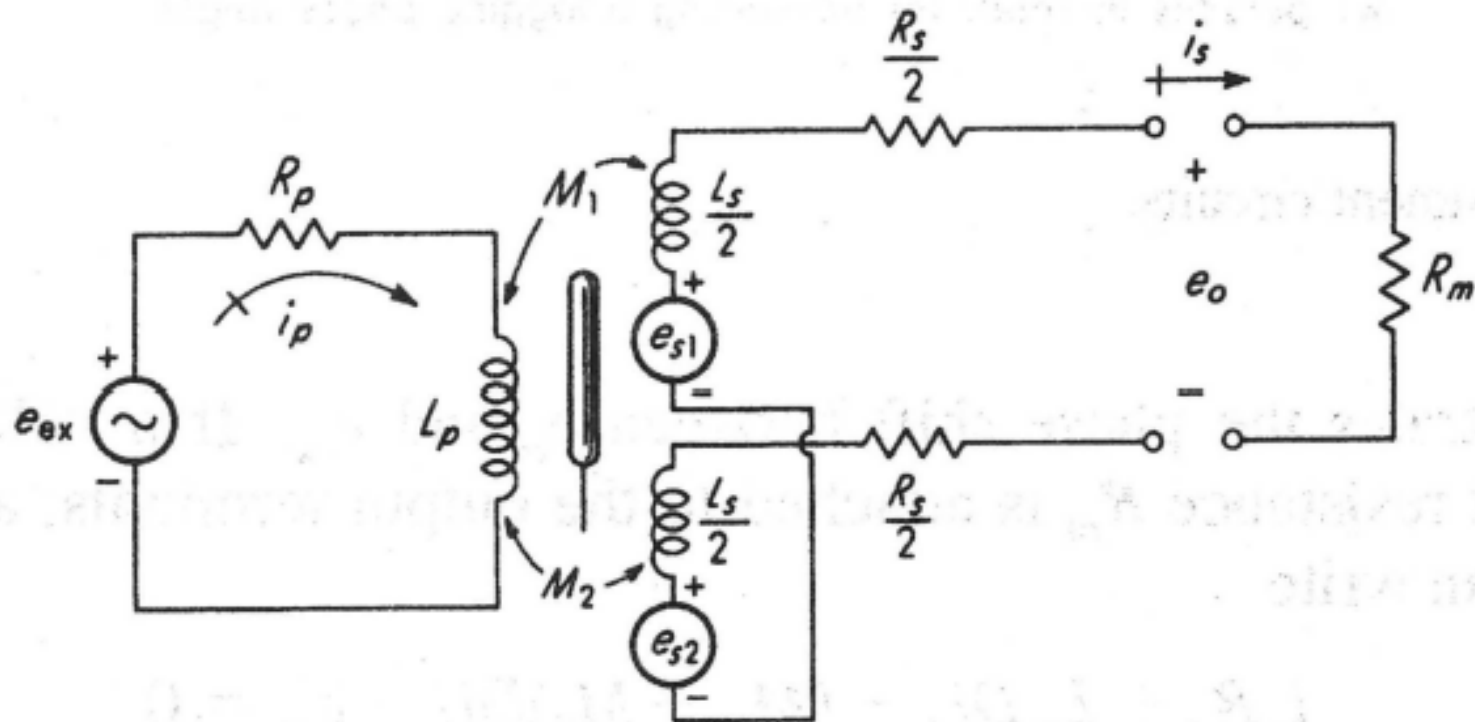 R_s/2
i_s
R_p
M_1
L_s/2
+
i_p
+
e_o
R_m
e_s1
+
e_ex
−
L_p
−
−
L_s/2
R_s/2
M_2
+
e_s2
−